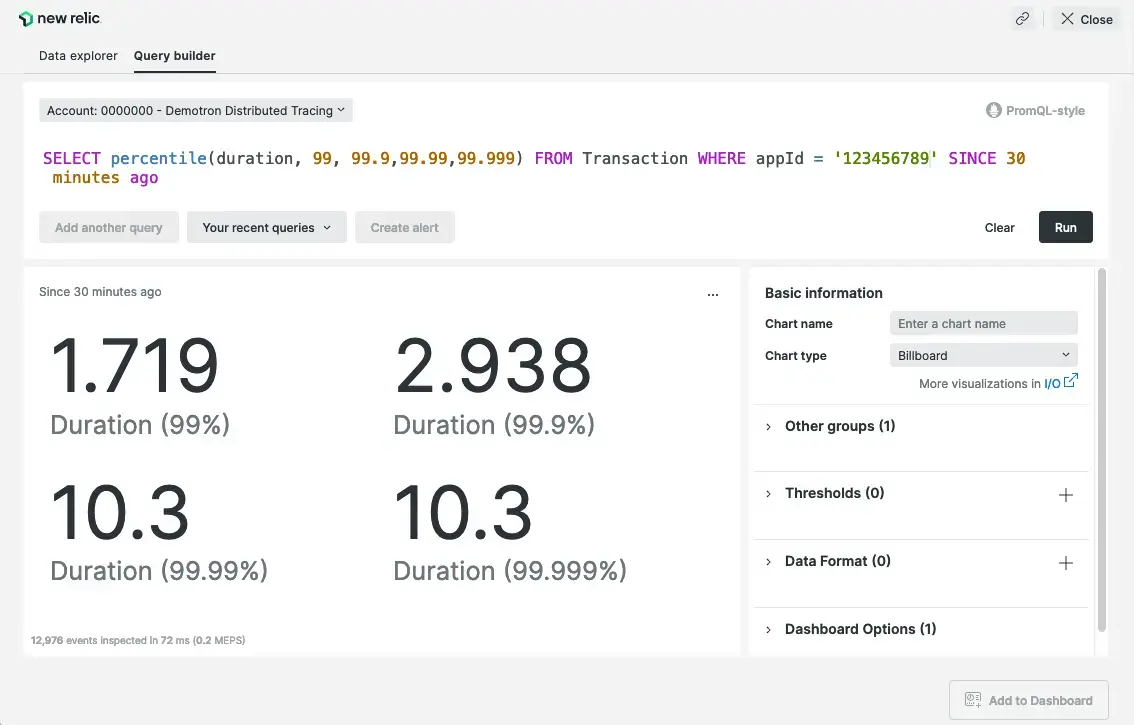 new relic
Close
Data explorer Query builder
Account: 0000000 - Demotron Distributed Tracing
PromQL-style
SELECT percentile(duration, 99, 99.9,99.99,99.999) FROM Transaction WHERE appId = '123456789' SINCE 30
minutes ago
Add another query Your recent queries Create alert Clear Run
Since 30 minutes ago
...
1.719
Duration (99%)
2.938
Duration (99.9%)
10.3
Duration (99.99%)
10.3
Duration (99.999%)
12,976 events inspected in 72 ms (0.2 MEPS)
Basic information
Chart name Enter a chart name
Chart type Billboard
More visualizations in I/O
Other groups (1)
Thresholds (0)
Data Format (0)
Dashboard Options (1)
Add to Dashboard